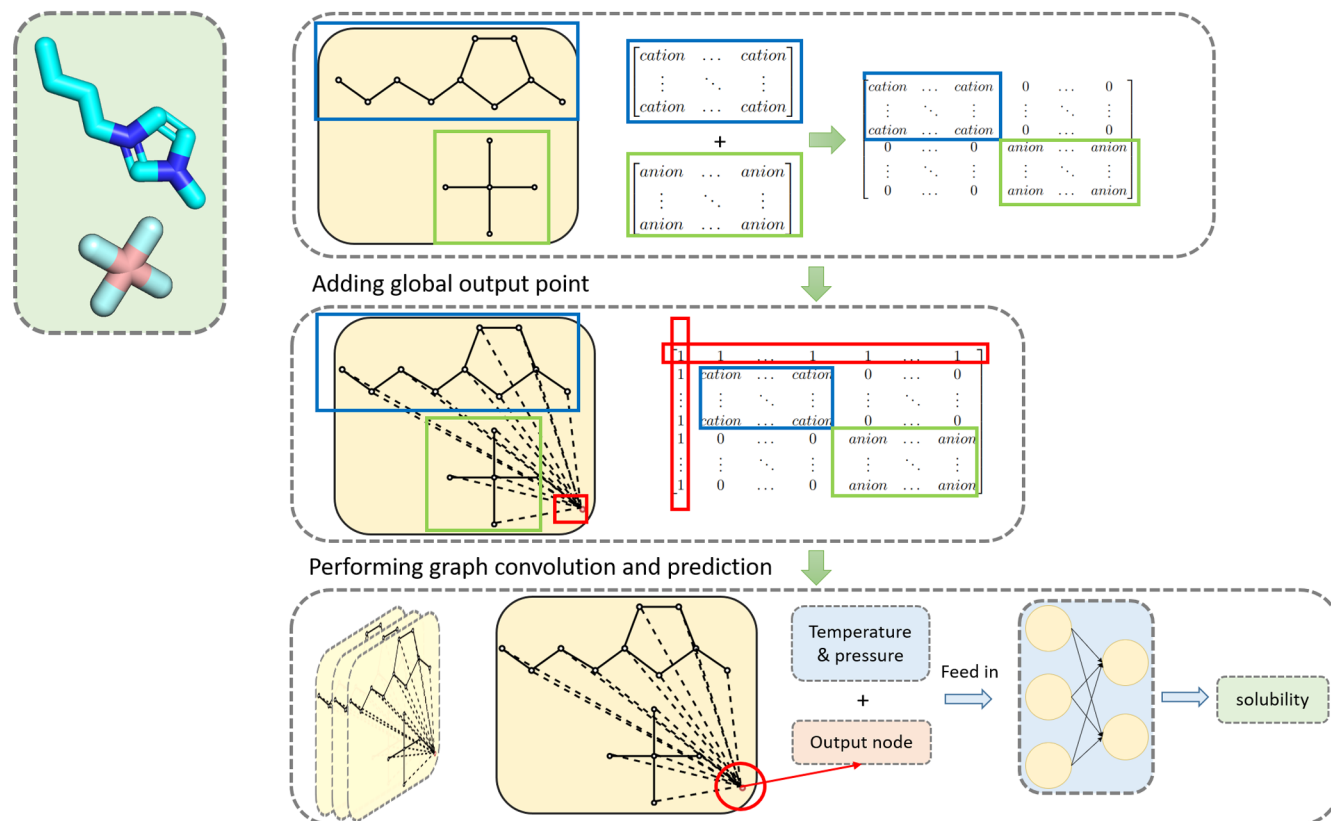 cation … cation
⋮ ⋱ ⋮
cation … cation
+
anion … anion
⋮ ⋱ ⋮
anion … anion
cation … cation 0 … 0
⋮ ⋱ ⋮ ⋮ ⋱ ⋮
cation … cation 0 … 0
0 … 0 anion … anion
⋮ ⋱ ⋮ ⋮ ⋱ ⋮
0 … 0 anion … anion
Adding global output point
1 1 … 1 1 … 1
1 cation … cation 0 … 0
⋮ ⋮ ⋱ ⋮ ⋮ ⋱ ⋮
1 cation … cation 0 … 0
1 0 … 0 anion … anion
⋮ ⋮ ⋱ ⋮ ⋮ ⋱ ⋮
1 0 … 0 anion … anion
Performing graph convolution and prediction
Temperature
& pressure
+
Output node
Feed in
solubility